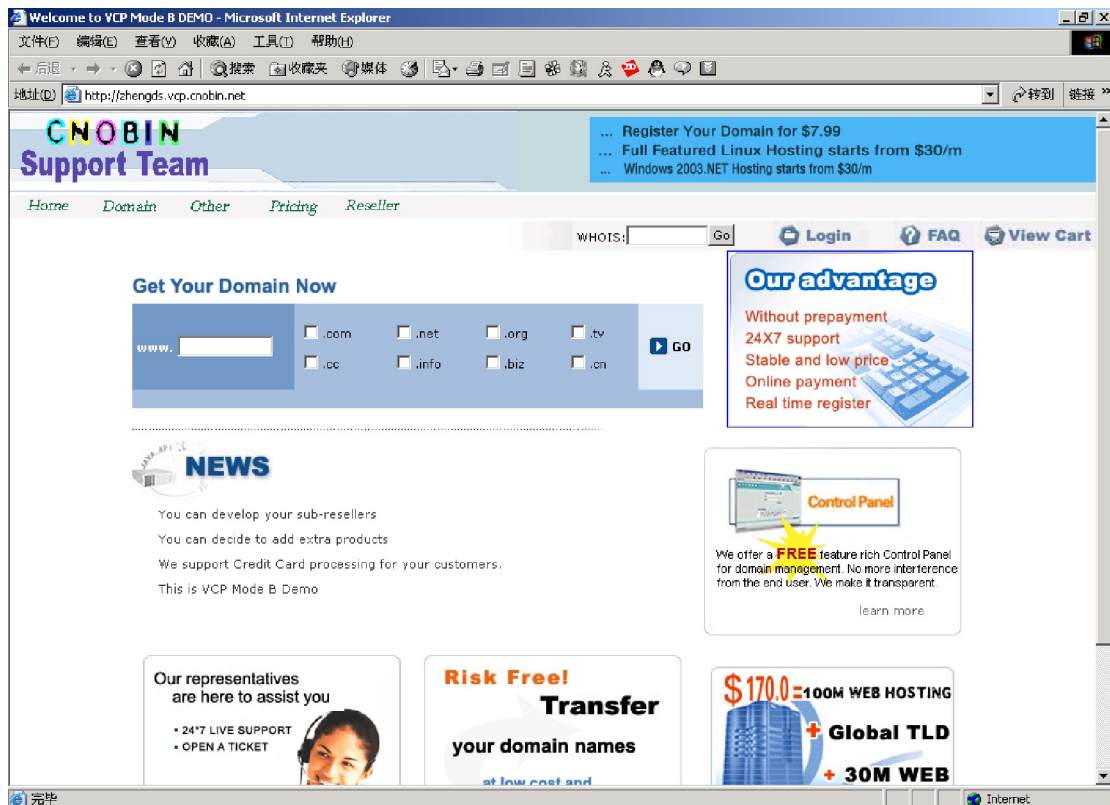 Welcome to VCP Mode B DEMO - Microsoft Internet Explorer
文件(F) 编辑(E) 查看(V) 收藏(A) 工具(T) 帮助(H)
后退 搜索 收藏夹 媒体
地址(D) http://zhengds.vcp.cnobin.net 转到 链接 »
CNOBIN
Support Team
... Register Your Domain for $7.99
... Full Featured Linux Hosting starts from $30/m
... Windows 2003.NET Hosting starts from $30/m
Home Domain Other Pricing Reseller
WHOIS: Go Login FAQ View Cart
Get Your Domain Now
www. .com .net .org .tv
.cc .info .biz .cn
GO
Our advantage
Without prepayment
24X7 support
Stable and low price
Online payment
Real time register
NEWS
You can develop your sub-resellers
You can decide to add extra products
We support Credit Card processing for your customers.
This is VCP Mode B Demo
Control Panel
We offer a FREE feature rich Control Panel
for domain management. No more interference
from the end user. We make it transparent.
learn more
Our representatives
are here to assist you
• 24*7 LIVE SUPPORT
• OPEN A TICKET
Risk Free!
Transfer
your domain names
at low cost and
$170.0=100M WEB HOSTING
+ Global TLD
+ 30M WEB
完毕 Internet